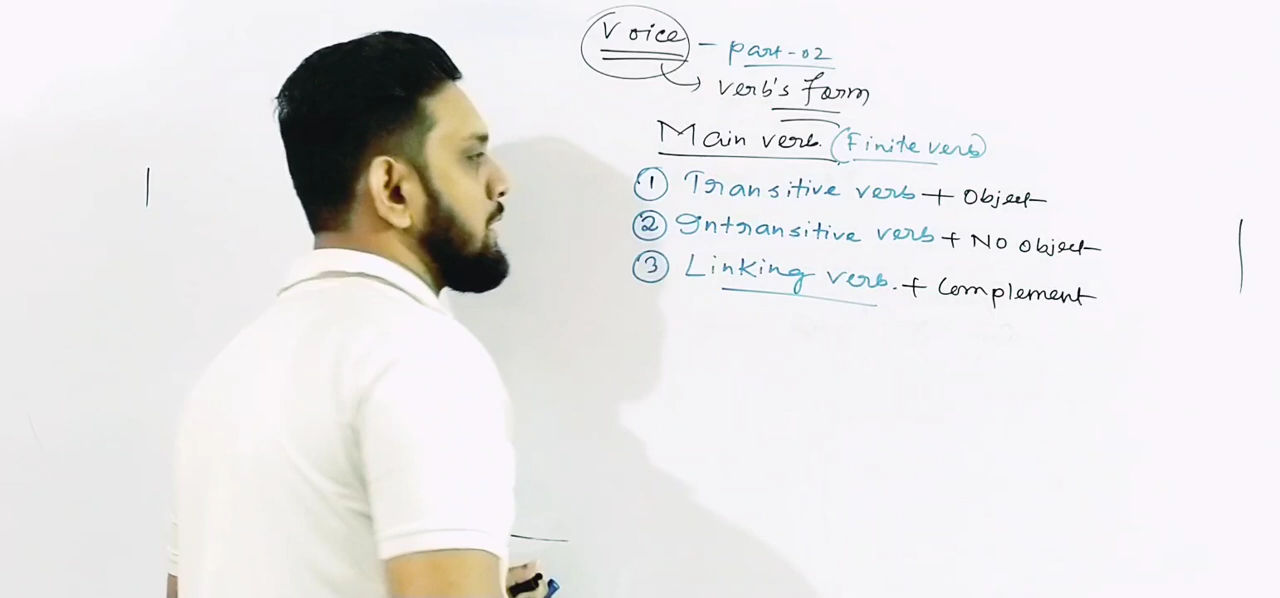 Voice - part-02
verb's form
Main verb. (Finite verb)
1 Transitive verb + Object
2 Intransitive verb + No object
3 Linking verb. + Complement